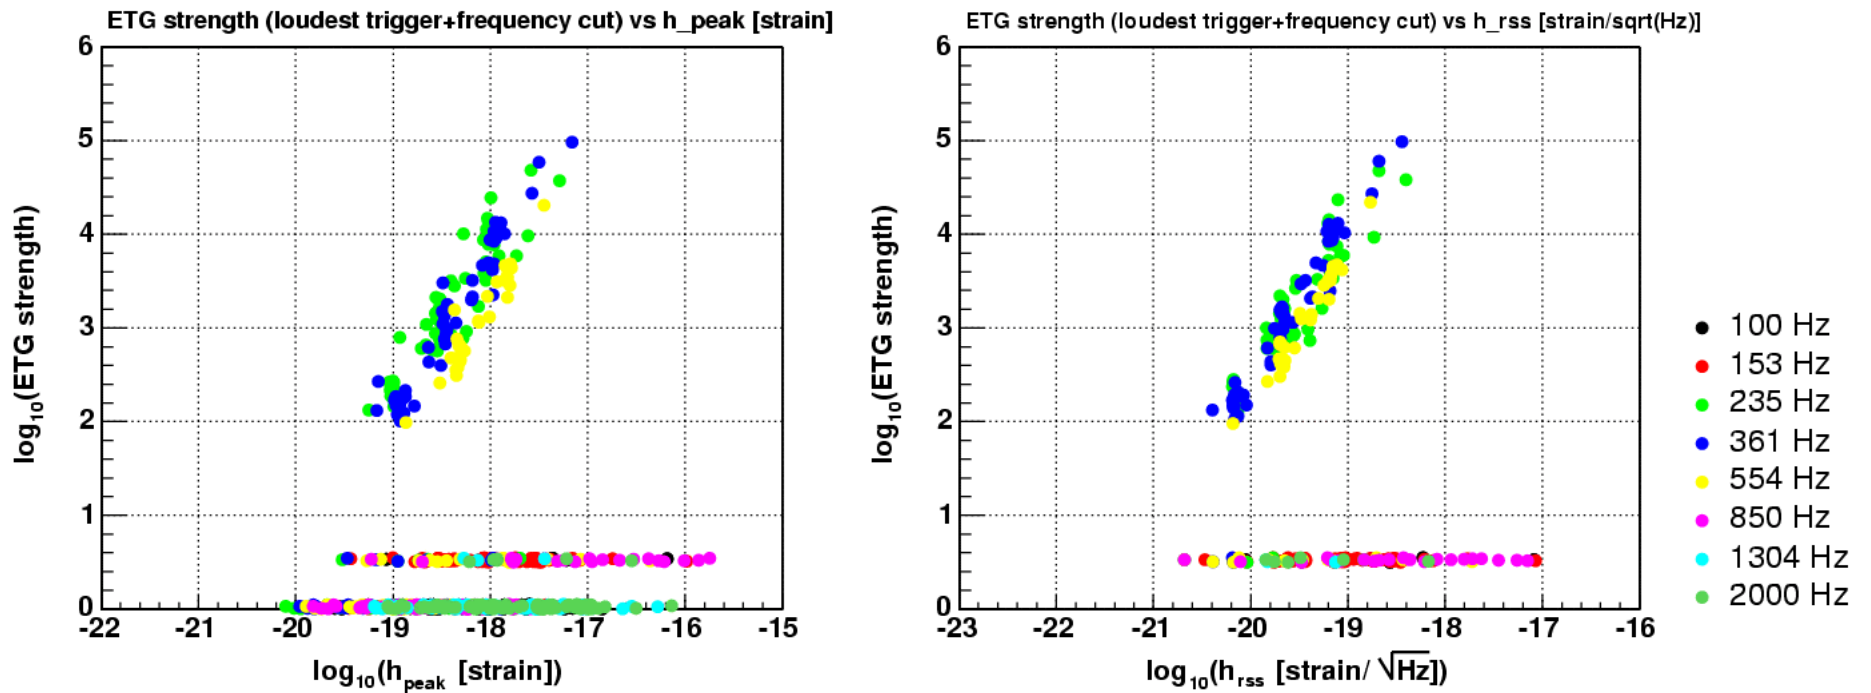 ETG strength (loudest trigger+frequency cut) vs h_peak [strain]
6
5
4
3
2
1
0
-22 -21 -20 -19 -18 -17 -16 -15
log10(ETG strength)
log10(hpeak [strain])
ETG strength (loudest trigger+frequency cut) vs h_rss [strain/sqrt(Hz)]
6
5
4
3
2
1
0
-23 -22 -21 -20 -19 -18 -17 -16
log10(ETG strength)
log10(hrss [strain/ √Hz])
100 Hz
153 Hz
235 Hz
361 Hz
554 Hz
850 Hz
1304 Hz
2000 Hz